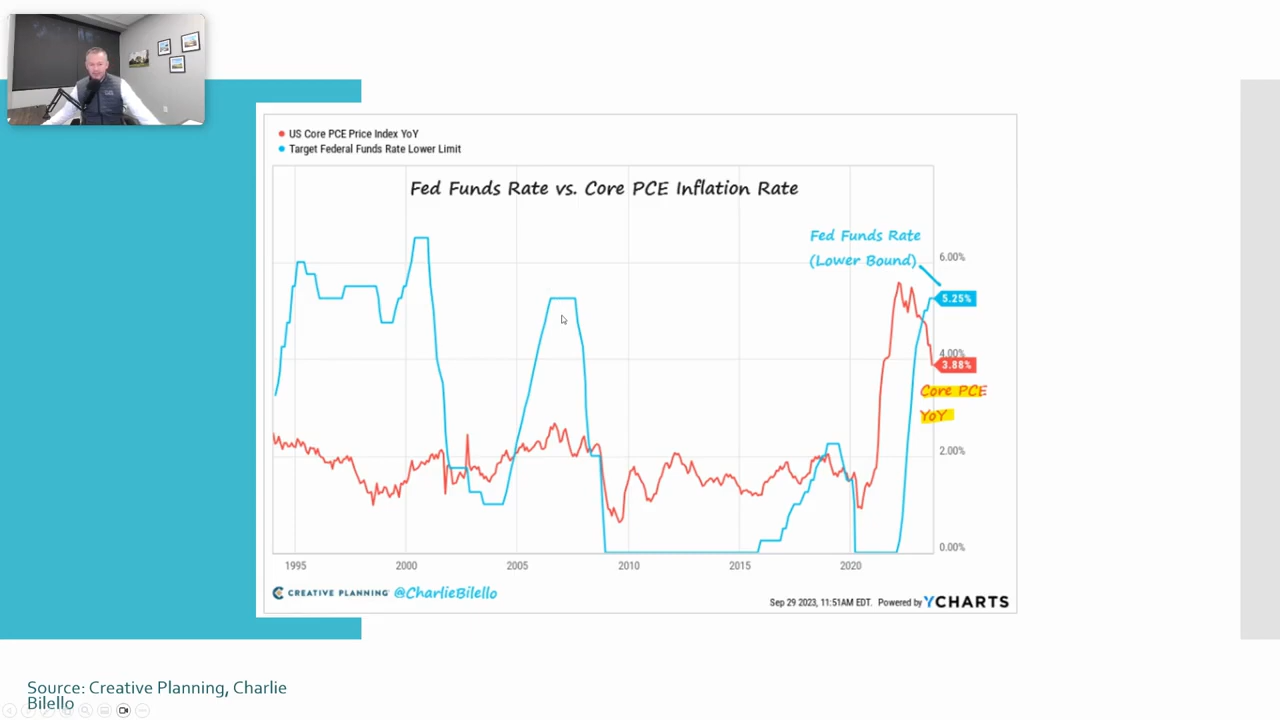 US Core PCE Price Index YoY
Target Federal Funds Rate Lower Limit
Fed Funds Rate vs. Core PCE Inflation Rate
Fed Funds Rate
(Lower Bound)
6.00%
5.25%
4.00%
3.88%
Core PCE
YoY
2.00%
0.00%
1995 2000 2005 2010 2015 2020
CREATIVE PLANNING @CharlieBilello
Sep 29 2023, 11:51AM EDT. Powered by YCHARTS
Source: Creative Planning, Charlie
Bilello